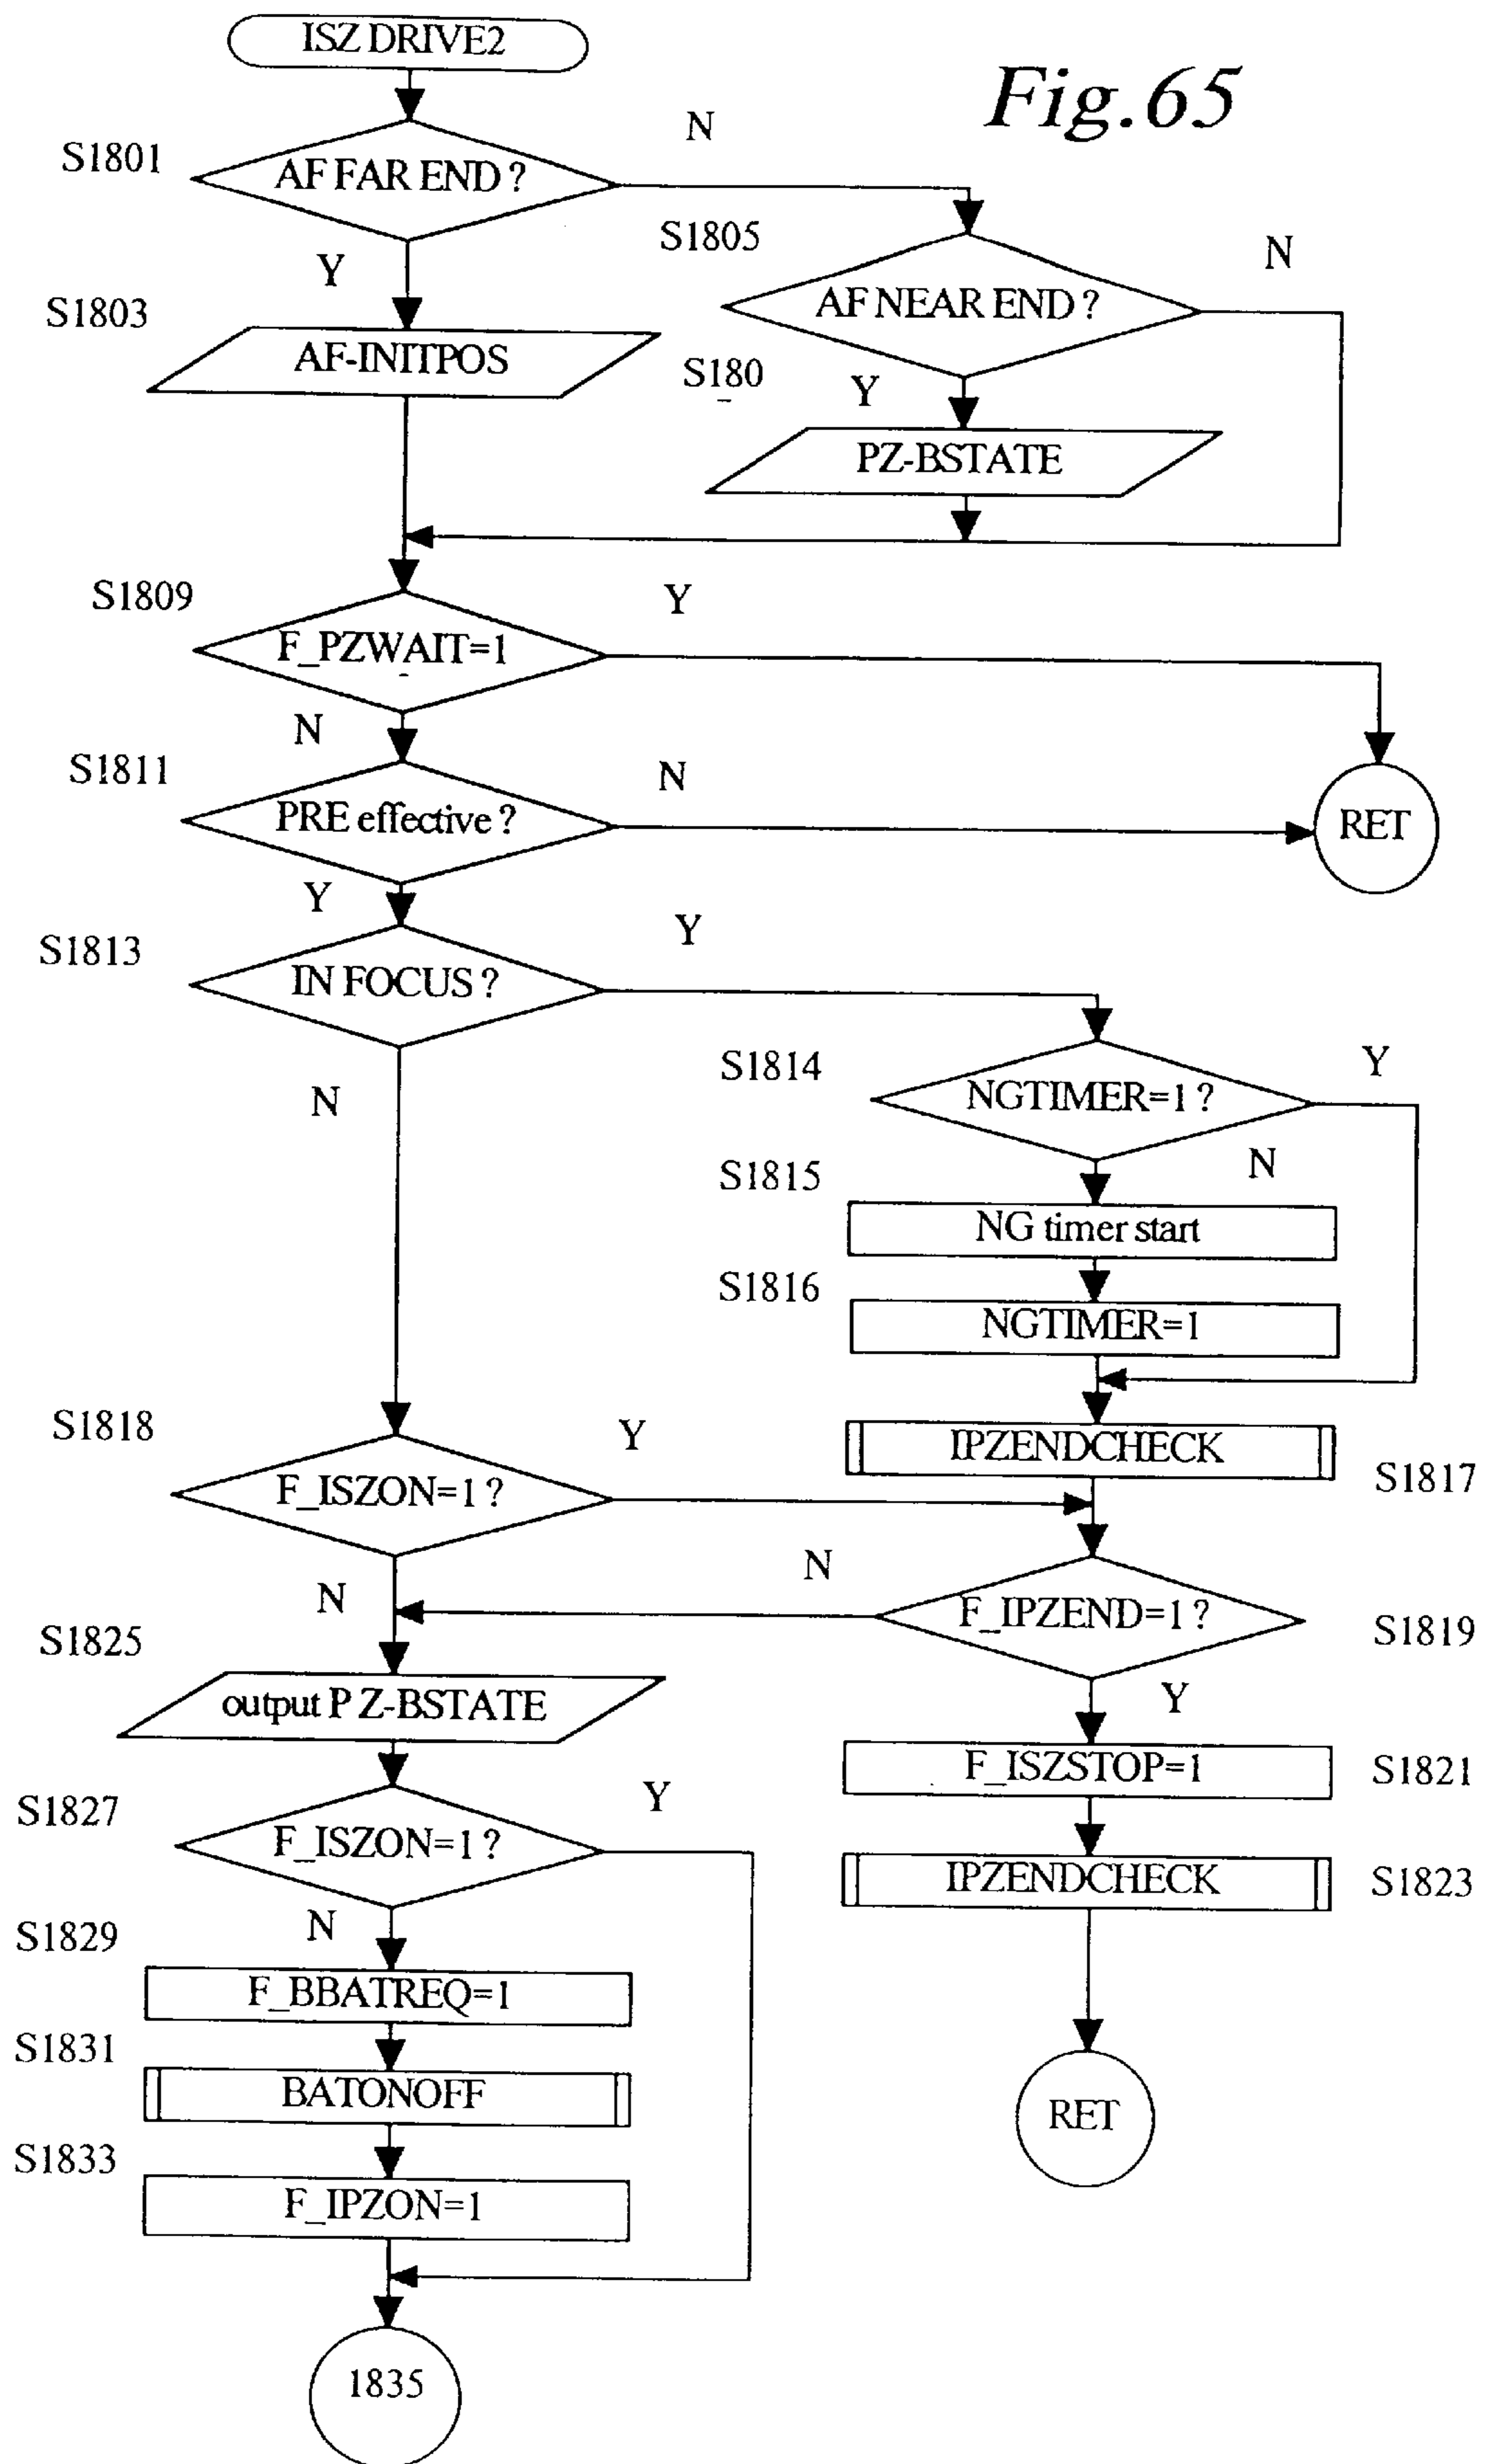 ISZ DRIVE2
Fig.65
S1801
AF FAR END ?
N
Y
S1805
AF NEAR END ?
N
S1803
AF-INITPOS
S180
Y
PZ-BSTATE
S1809
F_PZWAIT=1
Y
N
S1811
PRE effective ?
N
RET
Y
S1813
IN FOCUS ?
Y
N
S1814
NGTIMER=1 ?
Y
N
S1815
NG timer start
S1816
NGTIMER=1
IPZENDCHECK
S1817
S1818
F_ISZON=1 ?
Y
N
N
F_IPZEND=1 ?
S1819
Y
S1825
output P Z-BSTATE
F_ISZSTOP=1
S1821
S1827
F_ISZON=1 ?
Y
N
IPZENDCHECK
S1823
S1829
F_BBATREQ=1
S1831
BATONOFF
RET
S1833
F_IPZON=1
1835